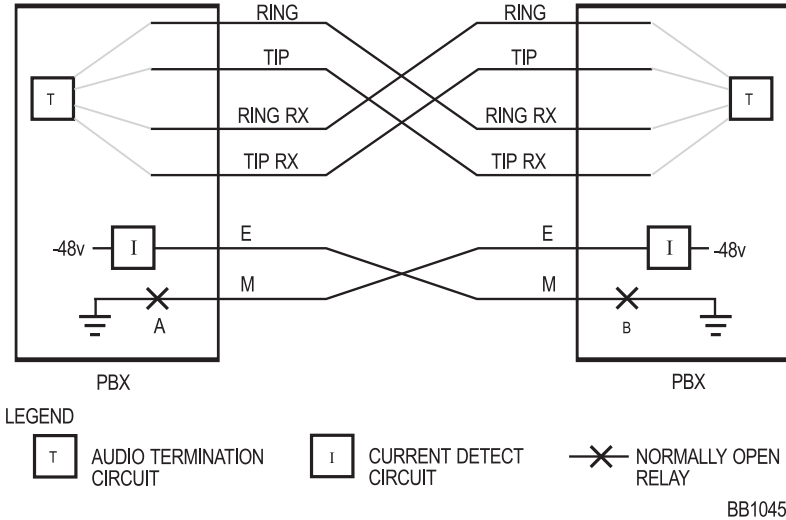 RING RING
TIP TIP
T T
RING RX RING RX
TIP RX TIP RX
E E
-48v I I -48v
M M
A B
PBX PBX
LEGEND
T AUDIO TERMINATION CIRCUIT
I CURRENT DETECT CIRCUIT
NORMALLY OPEN RELAY
BB1045